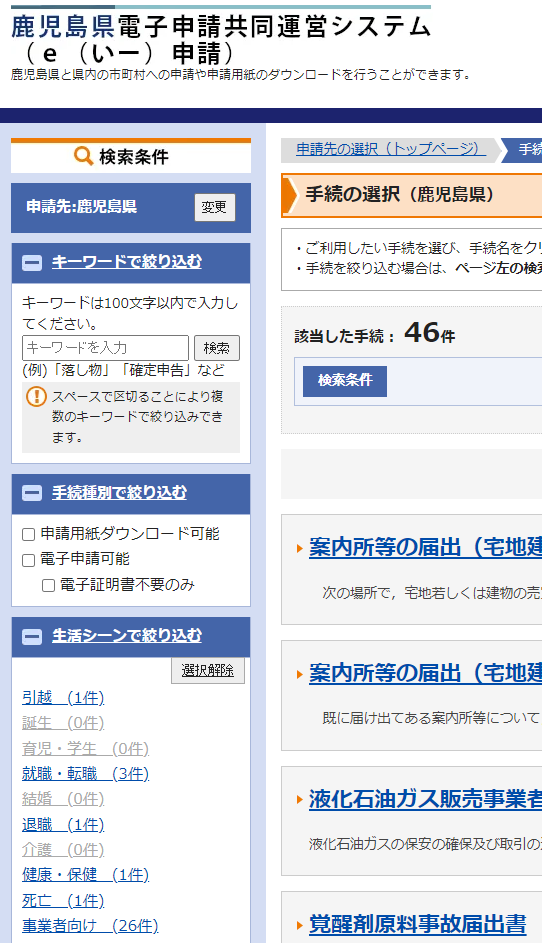 鹿児島県電子申請共同運営システム
（ｅ（いー）申請）
鹿児島県と県内の市町村への申請や申請用紙のダウンロードを行うことができます。
検索条件
申請先:鹿児島県
変更
キーワードで絞り込む
キーワードは100文字以内で入力し
てください。
キーワードを入力
検索
(例)「落し物」「確定申告」など
スペースで区切ることにより複
数のキーワードで絞り込みでき
ます。
手続種別で絞り込む
申請用紙ダウンロード可能
電子申請可能
電子証明書不要のみ
生活シーンで絞り込む
選択解除
引越　(1件)
誕生　(0件)
育児・学生　(0件)
就職・転職　(3件)
結婚　(0件)
退職　(1件)
介護　(0件)
健康・保健　(1件)
死亡　(1件)
事業者向け　(26件)
申請先の選択（トップページ）
手続
手続の選択（鹿児島県）
・ご利用したい手続を選び、手続名をクリ
・手続を絞り込む場合は、ページ左の検索
該当した手続： 46件
検索条件
案内所等の届出（宅地建
次の場所で，宅地若しくは建物の売
案内所等の届出（宅地建
既に届け出てある案内所等について
液化石油ガス販売事業者
液化石油ガスの保安の確保及び取引の
覚醒剤原料事故届出書